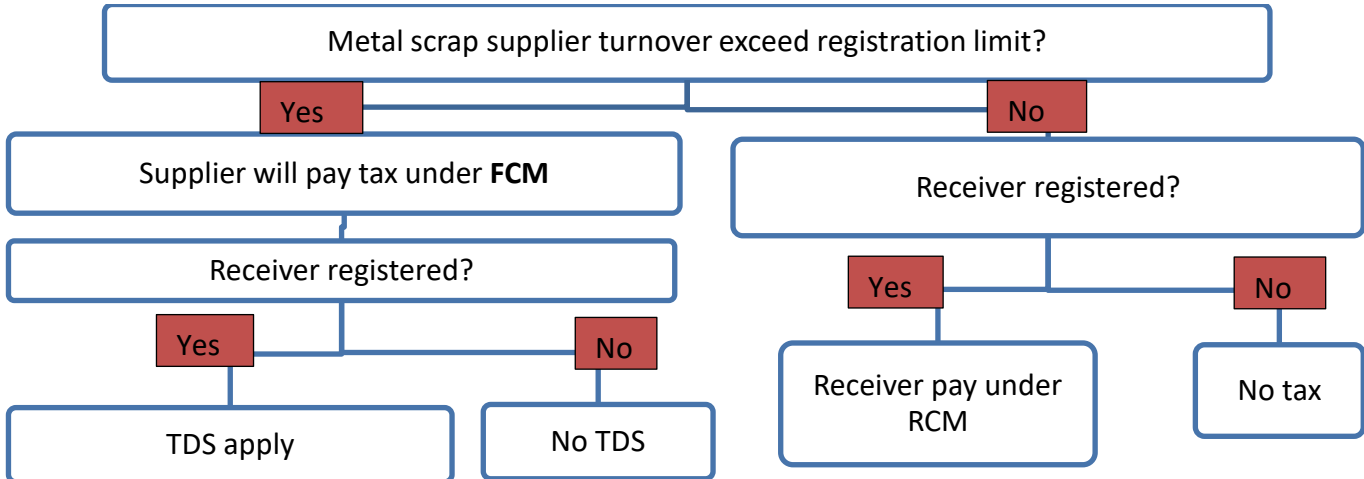 Metal scrap supplier turnover exceed registration limit?
Yes
No
Supplier will pay tax under FCM
Receiver registered?
Receiver registered?
Yes
No
Yes
No
Receiver pay under
RCM
No tax
TDS apply
No TDS